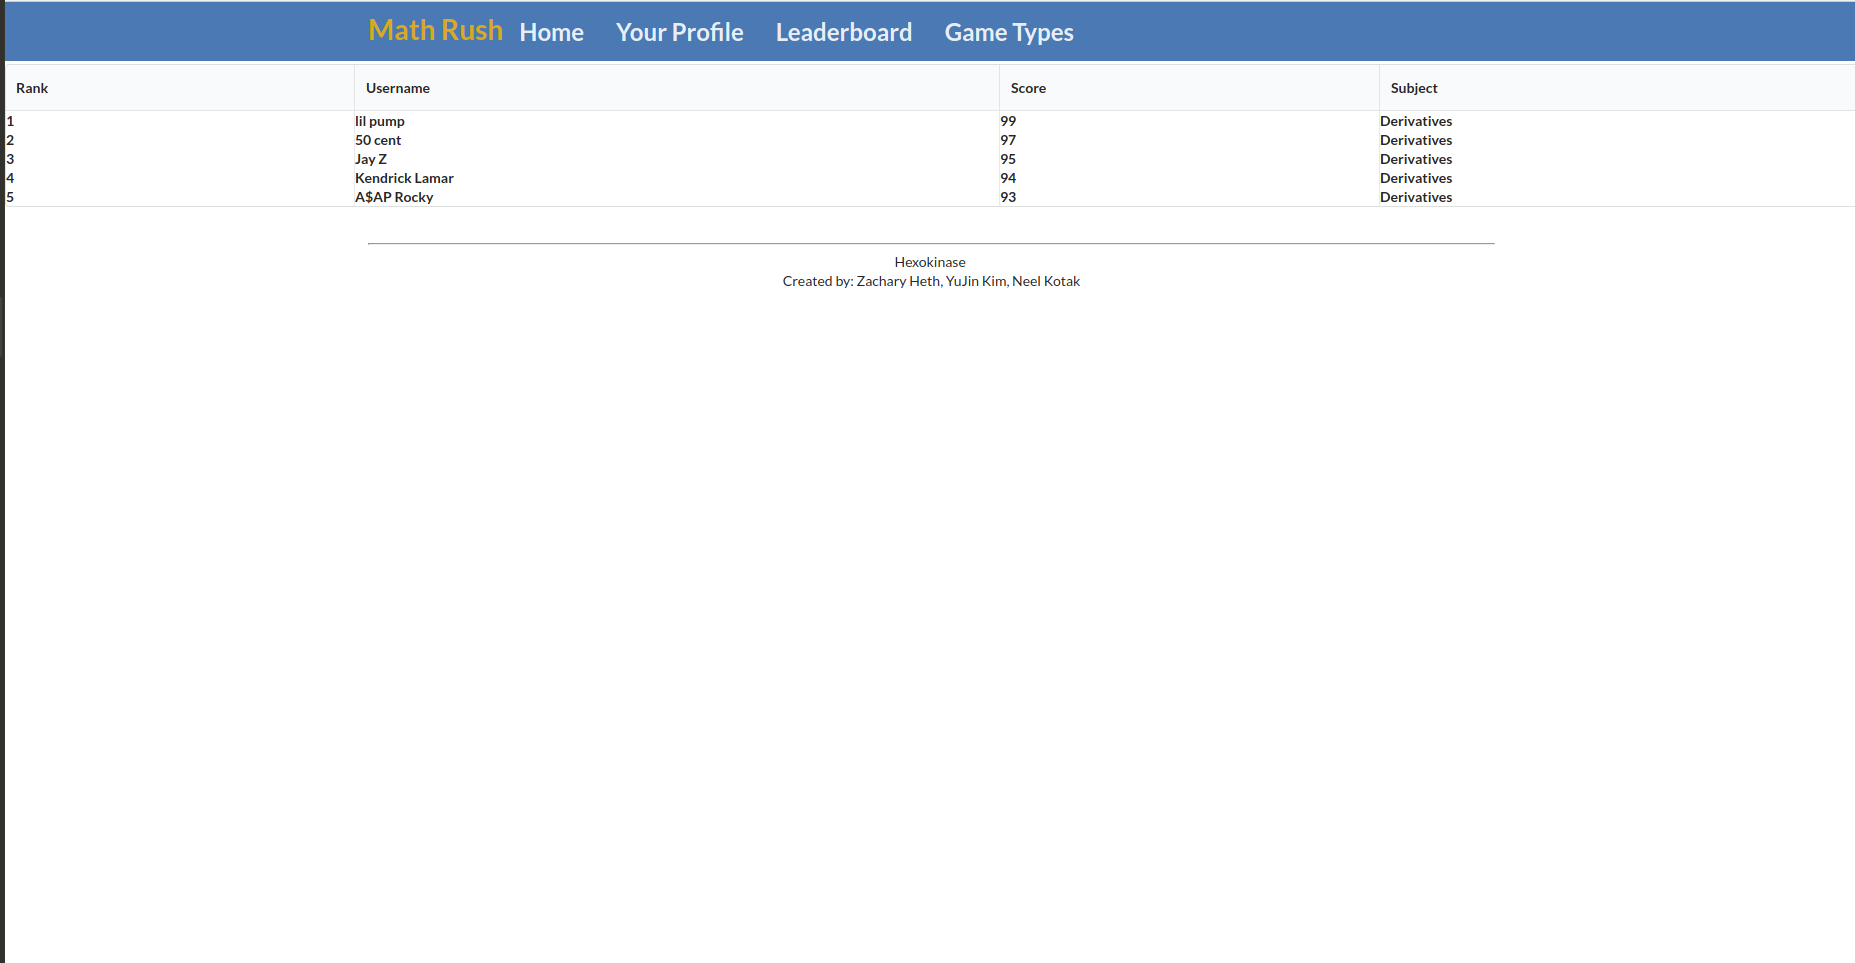 Math Rush Home Your Profile Leaderboard Game Types
Rank Username Score Subject
1 lil pump 99 Derivatives
2 50 cent 97 Derivatives
3 Jay Z 95 Derivatives
4 Kendrick Lamar 94 Derivatives
5 A$AP Rocky 93 Derivatives
Hexokinase
Created by: Zachary Heth, YuJin Kim, Neel Kotak